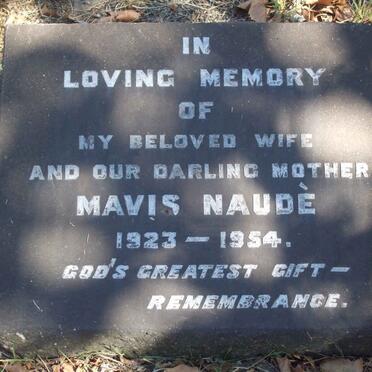 IN
LOVING MEMORY
OF
MY BELOVED WIFE
AND OUR DARLING MOTHER
MAVIS NAUDÈ
1923 — 1954.
GOD'S GREATEST GIFT —
REMEMBRANCE.